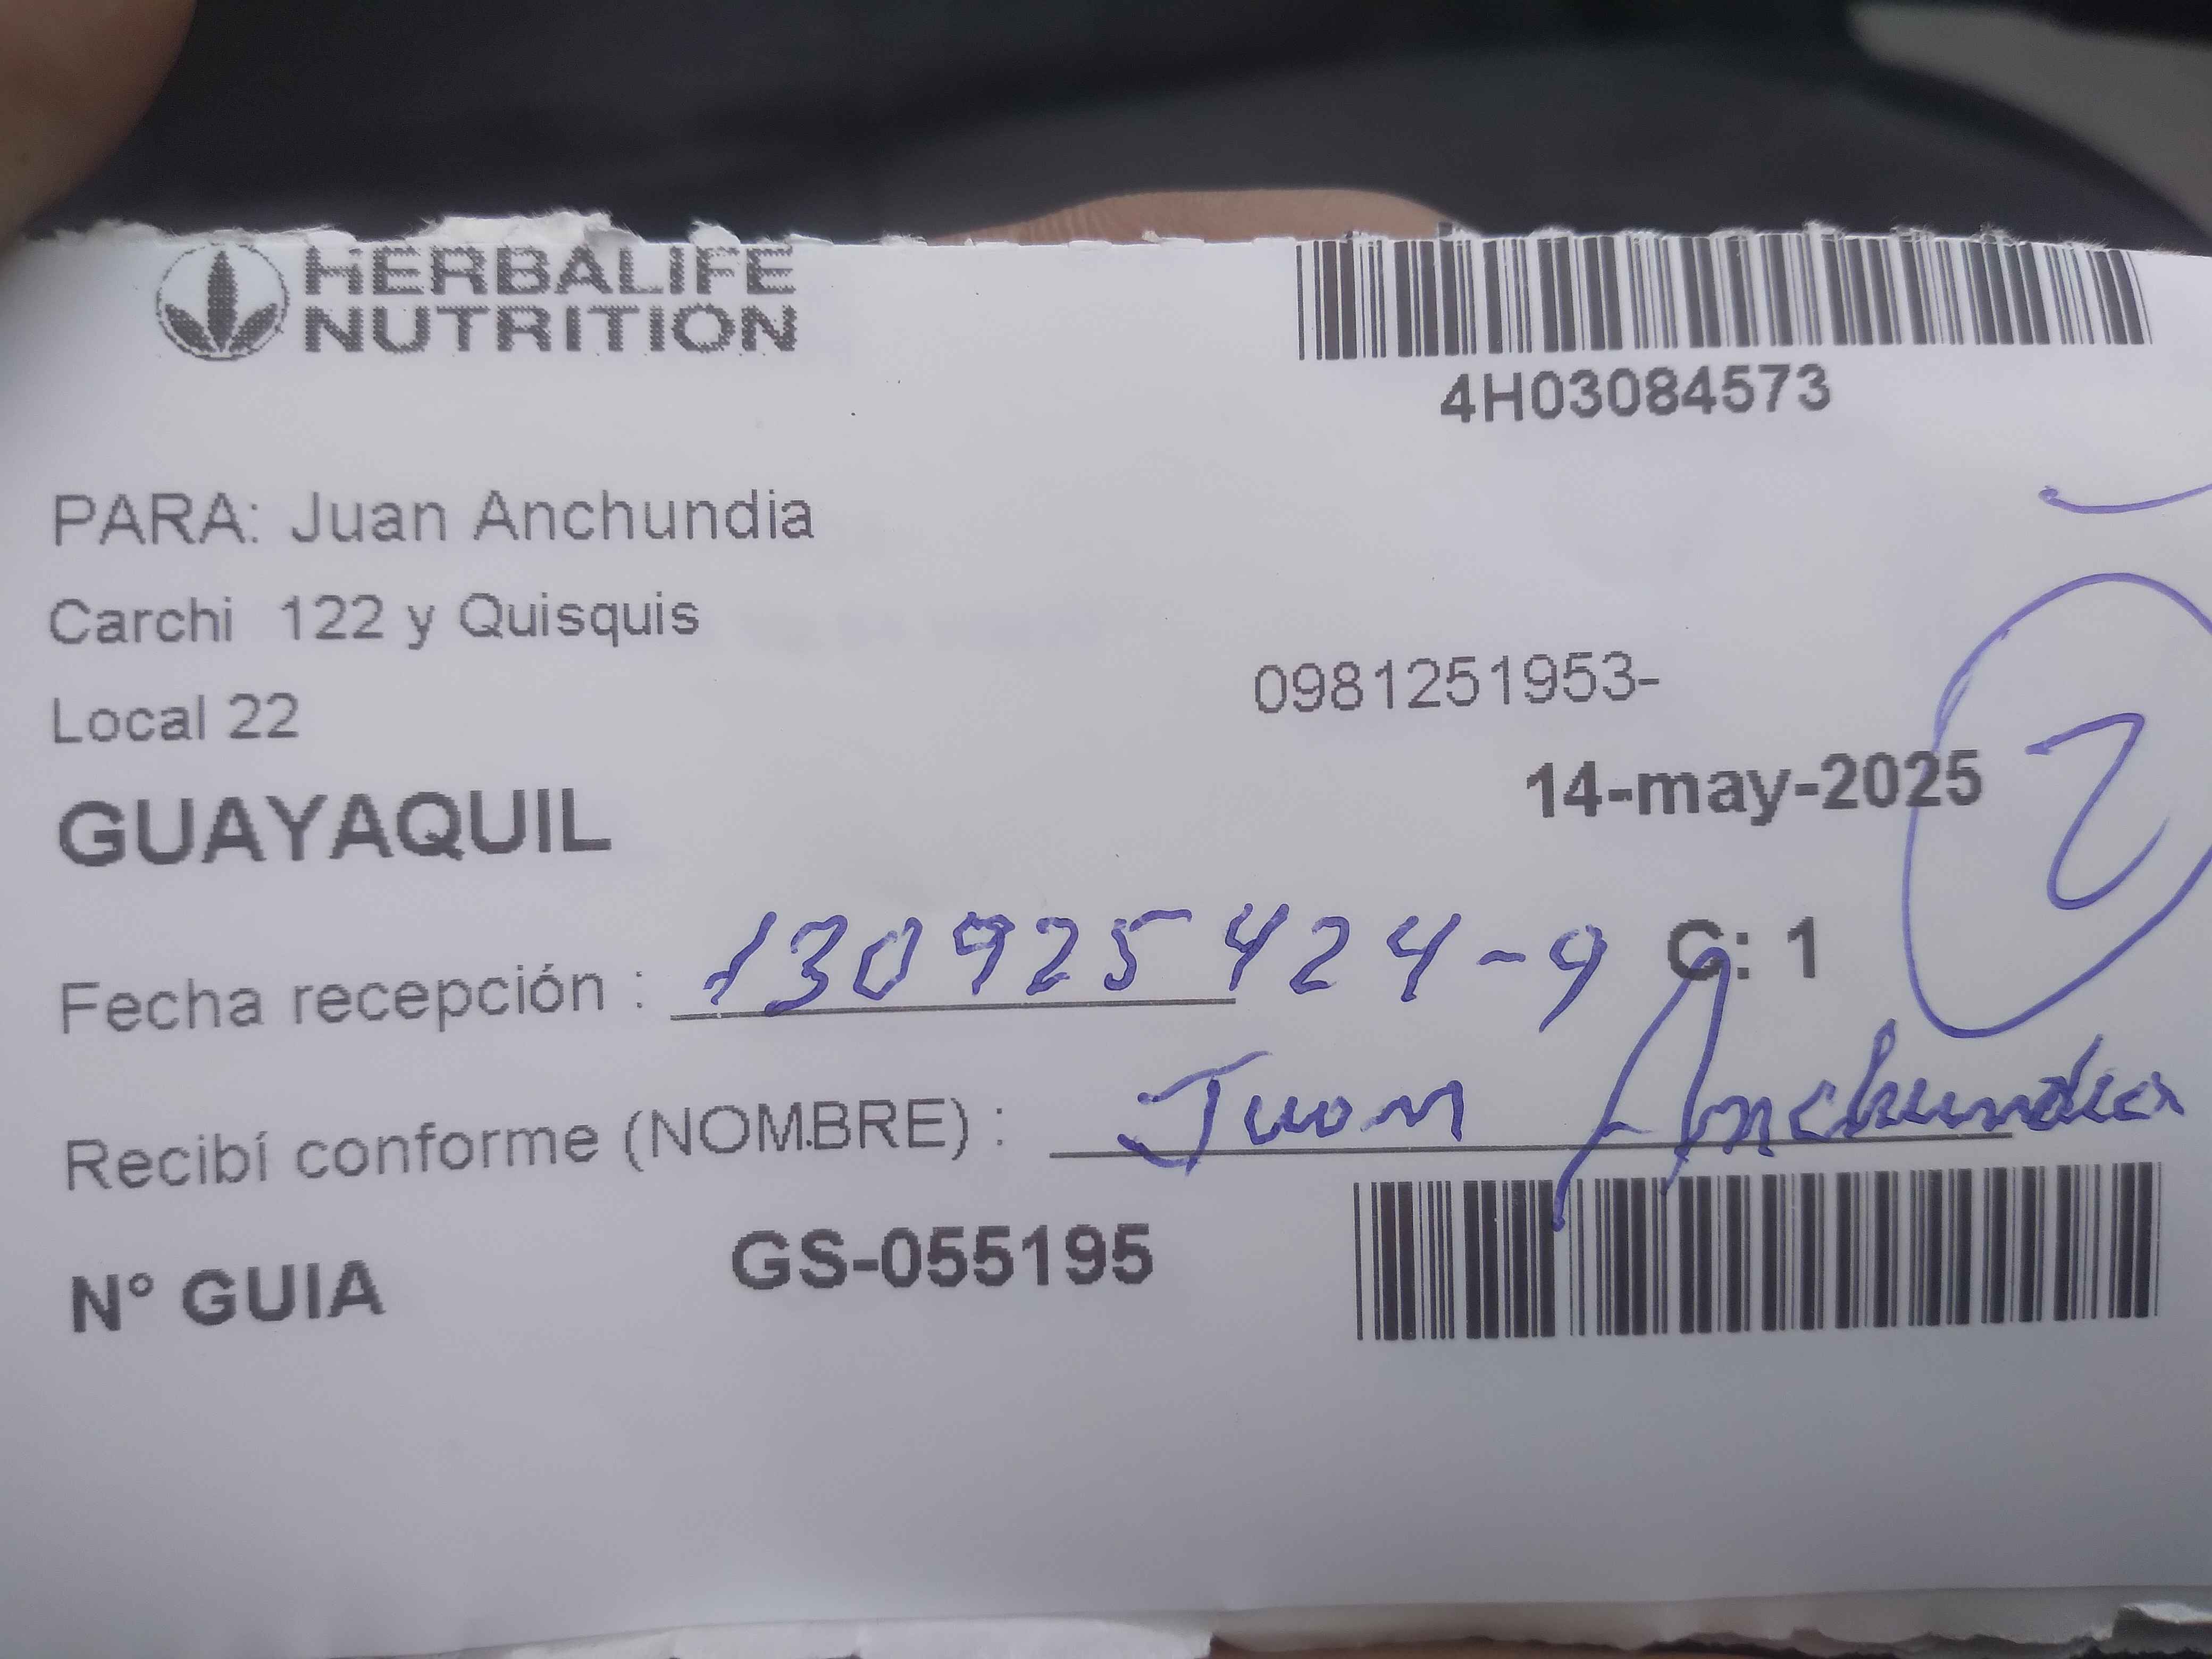 HERBALIFE
NUTRITION
4H03084573
PARA: Juan Anchundia
Carchi  122 y Quisquis
Local 22
0981251953-
14-may-2025
2
GUAYAQUIL
Fecha recepción : 130925424-9 C: 1
Recibí conforme (NOMBRE) : Juan Anchundia
N° GUIA GS-055195